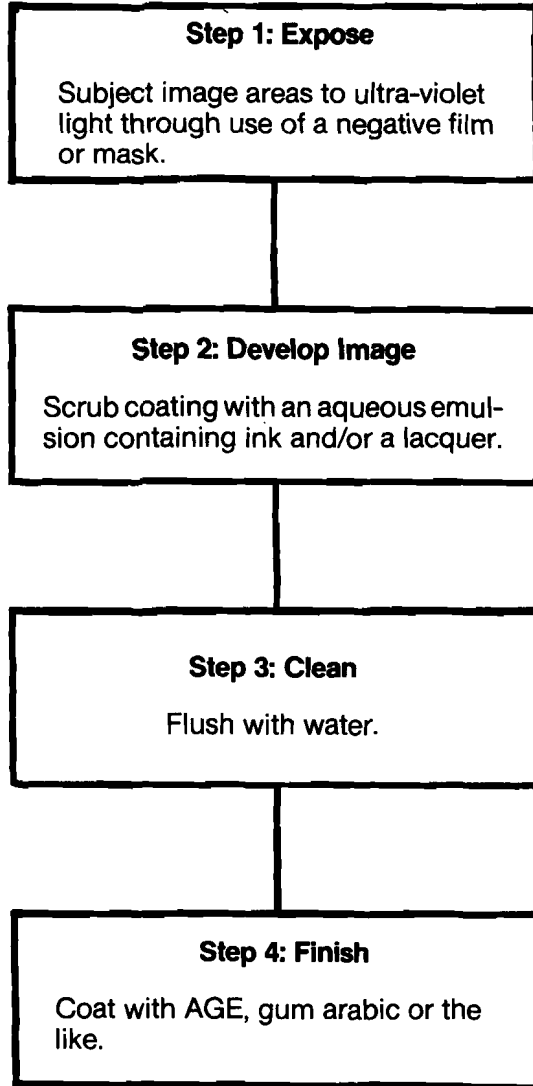 Step 1: Expose
Subject image areas to ultra-violet
light through use of a negative film
or mask.
Step 2: Develop Image
Scrub coating with an aqueous emul-
sion containing ink and/or a lacquer.
Step 3: Clean
Flush with water.
Step 4: Finish
Coat with AGE, gum arabic or the
like.